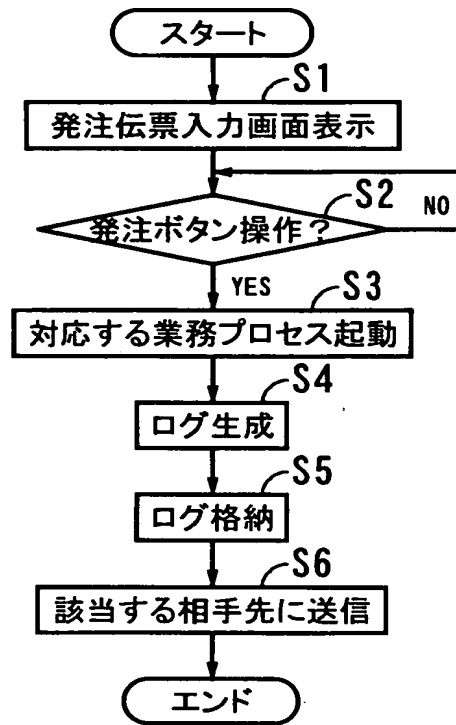 スタート
S1
発注伝票入力画面表示
S2
発注ボタン操作？
NO
YES
S3
対応する業務プロセス起動
S4
ログ生成
S5
ログ格納
S6
該当する相手先に送信
エンド